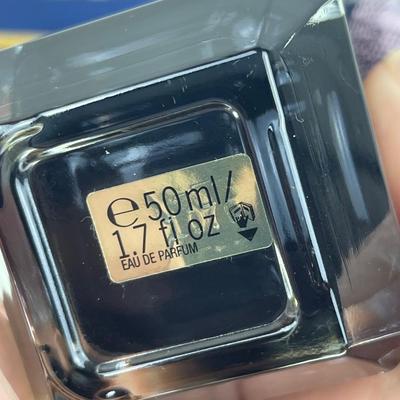 ℮50ml/
1.7 fl oz
EAU DE PARFUM